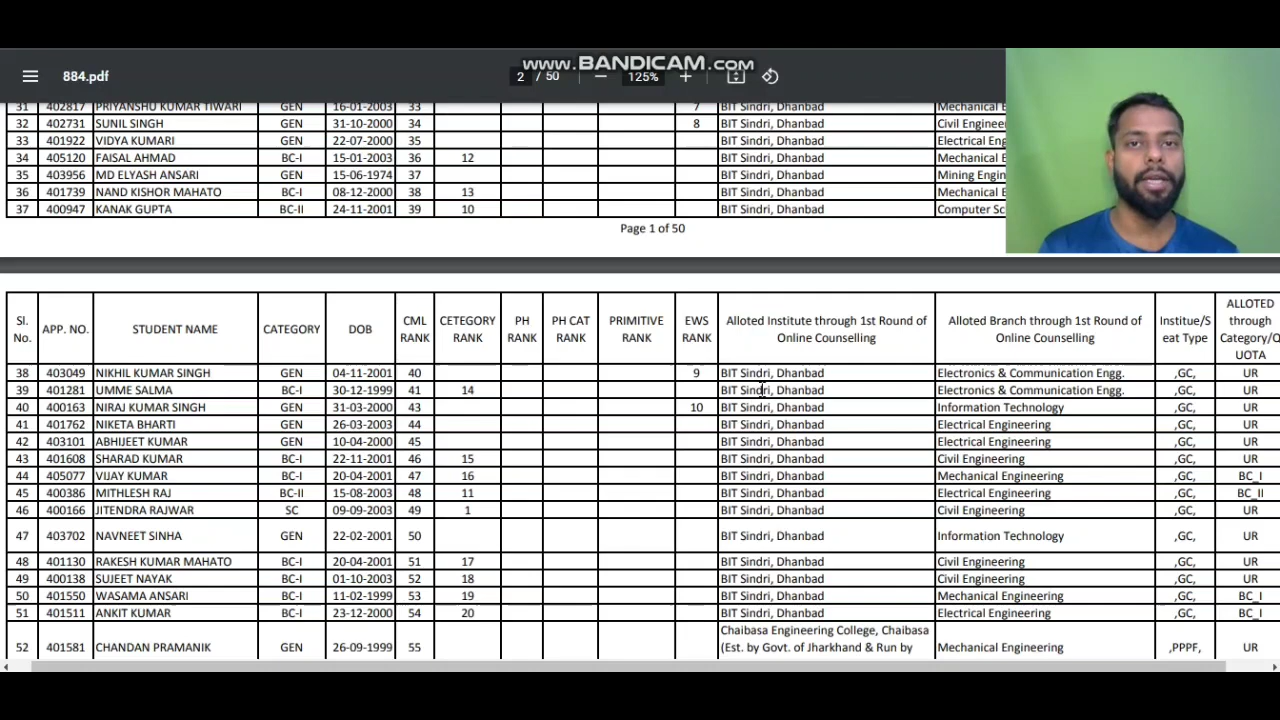 www.BANDICAM.com
884.pdf 2 / 50 125%
31 402817 PRIYANSHU KUMAR TIWARI GEN 16-01-2003 33 7 BIT Sindri, Dhanbad Mechanical E
32 402731 SUNIL SINGH GEN 31-10-2000 34 8 BIT Sindri, Dhanbad Civil Enginee
33 401922 VIDYA KUMARI GEN 22-07-2000 35 BIT Sindri, Dhanbad Electrical Eng
34 405120 FAISAL AHMAD BC-I 15-01-2003 36 12 BIT Sindri, Dhanbad Mechanical E
35 403956 MD ELYASH ANSARI GEN 15-06-1974 37 BIT Sindri, Dhanbad Mining Engin
36 401739 NAND KISHOR MAHATO BC-I 08-12-2000 38 13 BIT Sindri, Dhanbad Mechanical E
37 400947 KANAK GUPTA BC-II 24-11-2001 39 10 BIT Sindri, Dhanbad Computer Sc
Page 1 of 50
Sl. No. APP. NO. STUDENT NAME CATEGORY DOB CML RANK CETEGORY RANK PH RANK PH CAT RANK PRIMITIVE RANK EWS RANK Alloted Institute through 1st Round of Online Counselling Alloted Branch through 1st Round of Online Counselling Institue/S eat Type ALLOTED through Category/Q UOTA
38 403049 NIKHIL KUMAR SINGH GEN 04-11-2001 40 9 BIT Sindri, Dhanbad Electronics & Communication Engg. ,GC, UR
39 401281 UMME SALMA BC-I 30-12-1999 41 14 BIT Sindri, Dhanbad Electronics & Communication Engg. ,GC, UR
40 400163 NIRAJ KUMAR SINGH GEN 31-03-2000 43 10 BIT Sindri, Dhanbad Information Technology ,GC, UR
41 401762 NIKETA BHARTI GEN 26-03-2003 44 BIT Sindri, Dhanbad Electrical Engineering ,GC, UR
42 403101 ABHIJEET KUMAR GEN 10-04-2000 45 BIT Sindri, Dhanbad Electrical Engineering ,GC, UR
43 401608 SHARAD KUMAR BC-I 22-11-2001 46 15 BIT Sindri, Dhanbad Civil Engineering ,GC, UR
44 405077 VIJAY KUMAR BC-I 20-04-2001 47 16 BIT Sindri, Dhanbad Mechanical Engineering ,GC, BC_I
45 400386 MITHLESH RAJ BC-II 15-08-2003 48 11 BIT Sindri, Dhanbad Electrical Engineering ,GC, BC_II
46 400166 JITENDRA RAJWAR SC 09-09-2003 49 1 BIT Sindri, Dhanbad Civil Engineering ,GC, UR
47 403702 NAVNEET SINHA GEN 22-02-2001 50 BIT Sindri, Dhanbad Information Technology ,GC, UR
48 401130 RAKESH KUMAR MAHATO BC-I 20-04-2001 51 17 BIT Sindri, Dhanbad Civil Engineering ,GC, UR
49 400138 SUJEET NAYAK BC-I 01-10-2003 52 18 BIT Sindri, Dhanbad Civil Engineering ,GC, UR
50 401550 WASAMA ANSARI BC-I 11-02-1999 53 19 BIT Sindri, Dhanbad Mechanical Engineering ,GC, BC_I
51 401511 ANKIT KUMAR BC-I 23-12-2000 54 20 BIT Sindri, Dhanbad Electrical Engineering ,GC, BC_I
52 401581 CHANDAN PRAMANIK GEN 26-09-1999 55 Chaibasa Engineering College, Chaibasa (Est. by Govt. of Jharkhand & Run by Mechanical Engineering ,PPPF, UR